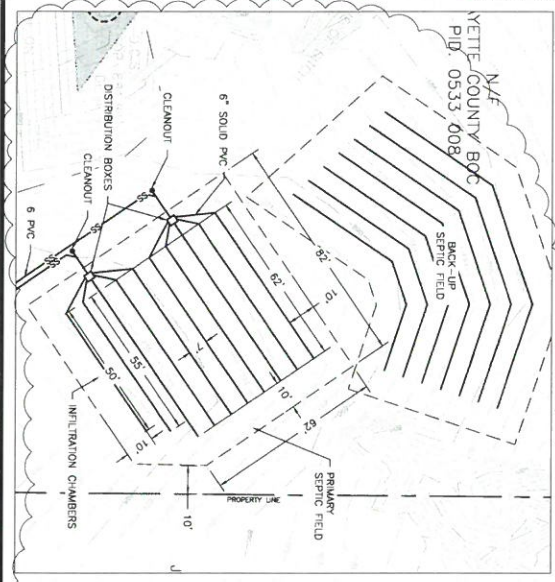 N/F
YETTE COUNTY BOC
PID. 0533 008
6" SOLID PVC
CLEANOUT
DISTRIBUTION BOXES
CLEANOUT
6 PVC
BACK-UP
SEPTIC FIELD
82'
62'
10'
7'
10'
55'
50'
10'
62'
PRIMARY
SEPTIC FIELD
INFILTRATION CHAMBERS
PROPERTY LINE
10'